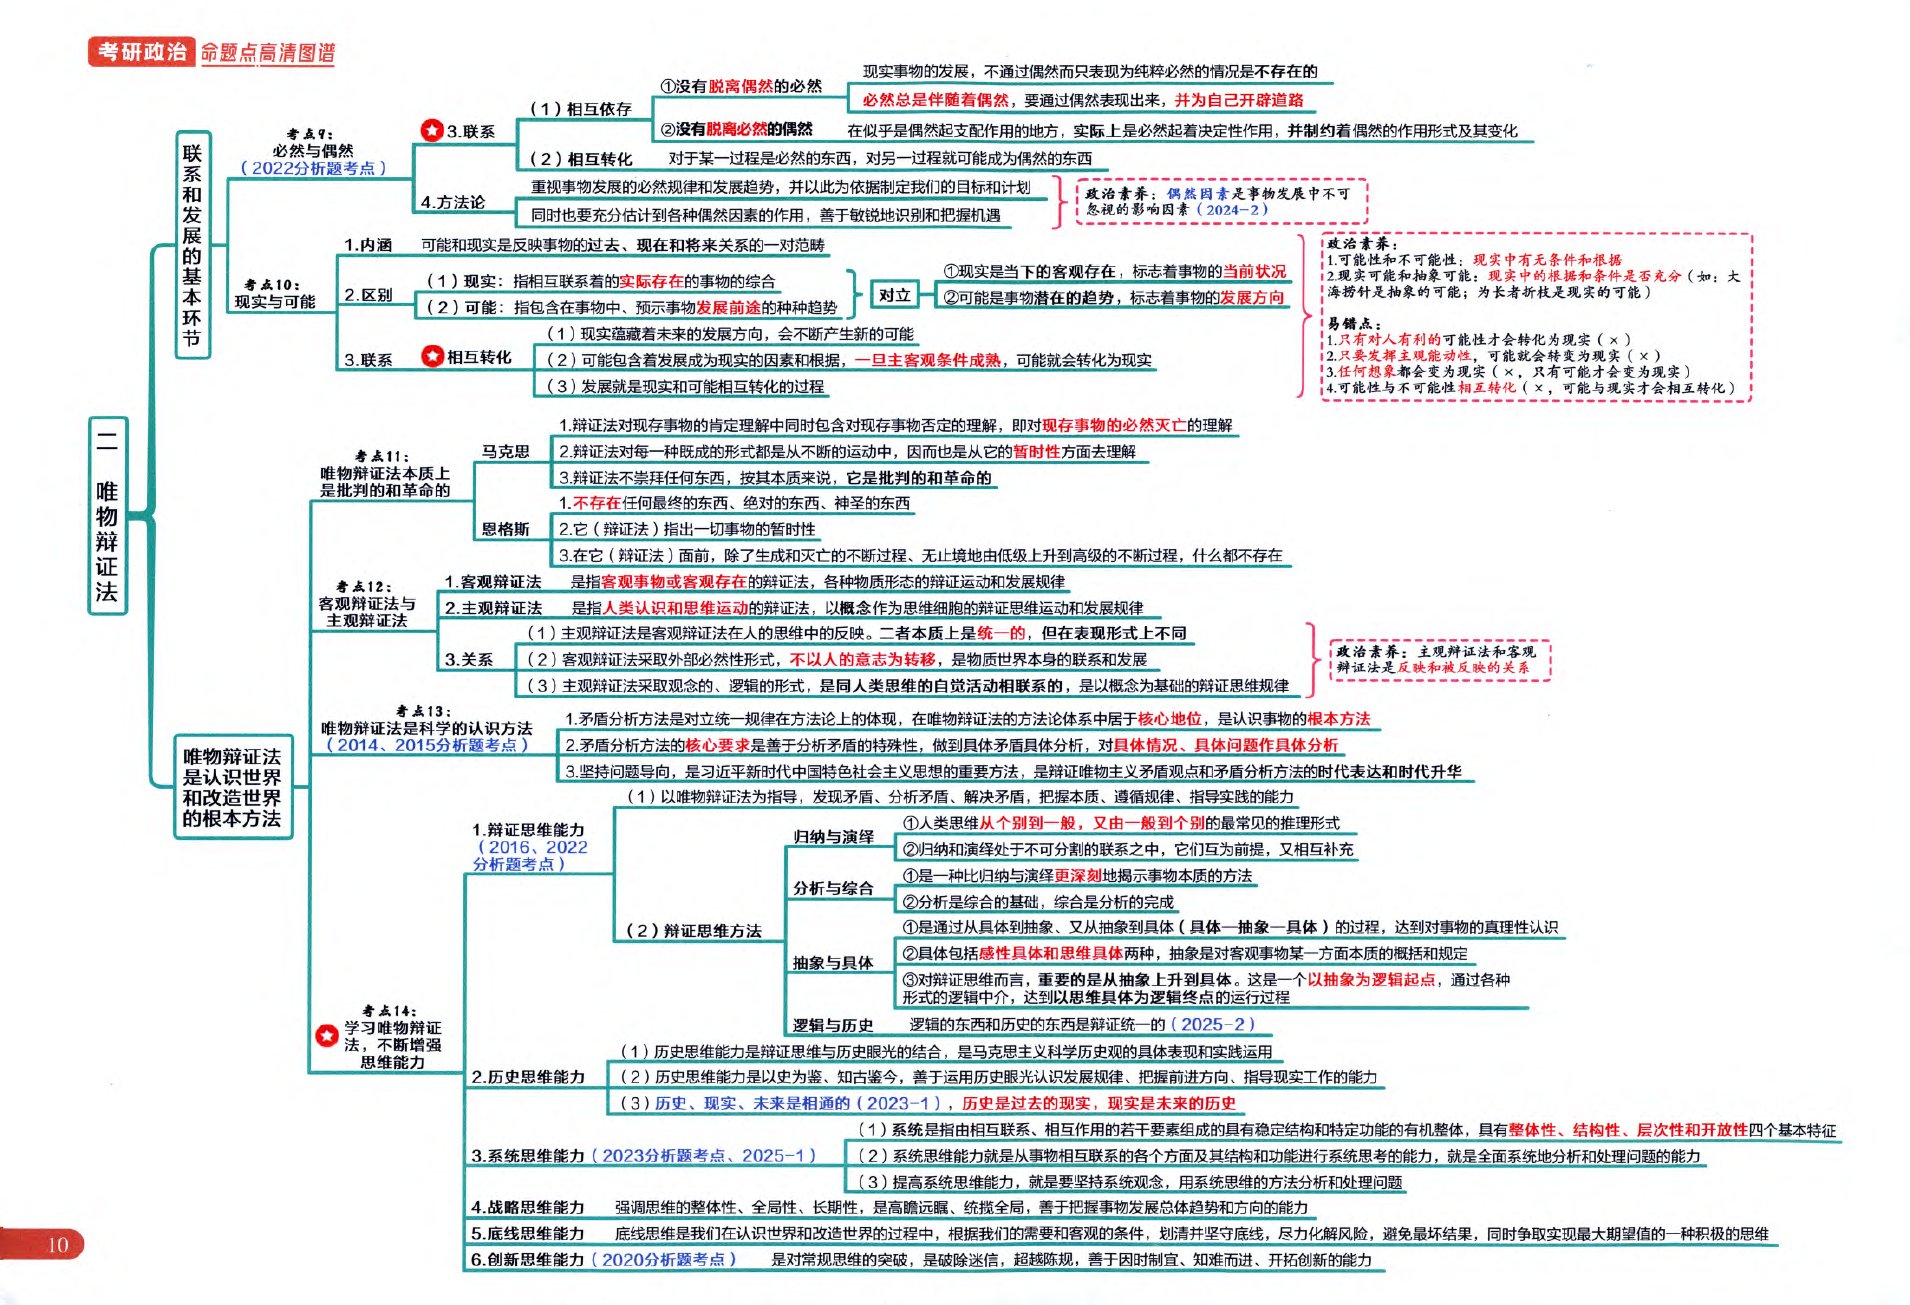 考研政治 命题点高清图谱
二 唯物辩证法
联系和发展的基本环节
考点9：
必然与偶然
（2022分析题考点）
3.联系
（1）相互依存
①没有脱离偶然的必然
现实事物的发展，不通过偶然而只表现为纯粹必然的情况是不存在的
必然总是伴随着偶然，要通过偶然表现出来，并为自己开辟道路
②没有脱离必然的偶然
在似乎是偶然起支配作用的地方，实际上是必然起着决定性作用，并制约着偶然的作用形式及其变化
（2）相互转化
对于某一过程是必然的东西，对另一过程就可能成为偶然的东西
4.方法论
重视事物发展的必然规律和发展趋势，并以此为依据制定我们的目标和计划
同时也要充分估计到各种偶然因素的作用，善于敏锐地识别和把握机遇
政治素养：偶然因素是事物发展中不可
忽视的影响因素（2024-2）
考点10：
现实与可能
1.内涵
可能和现实是反映事物的过去、现在和将来关系的一对范畴
2.区别
（1）现实：指相互联系着的实际存在的事物的综合
（2）可能：指包含在事物中、预示事物发展前途的种种趋势
对立
①现实是当下的客观存在，标志着事物的当前状况
②可能是事物潜在的趋势，标志着事物的发展方向
3.联系
相互转化
（1）现实蕴藏着未来的发展方向，会不断产生新的可能
（2）可能包含着发展成为现实的因素和根据，一旦主客观条件成熟，可能就会转化为现实
（3）发展就是现实和可能相互转化的过程
政治素养：
1.可能性和不可能性：现实中有无条件和根据
2.现实可能和抽象可能：现实中的根据和条件是否充分（如：大
海捞针是抽象的可能；为长者折枝是现实的可能）
易错点：
1.只有对人有利的可能性才会转化为现实（×）
2.只要发挥主观能动性，可能就会转变为现实（×）
3.任何想象都会变为现实（×，只有可能才会变为现实）
4.可能性与不可能性相互转化（×，可能与现实才会相互转化）
唯物辩证法
是认识世界
和改造世界
的根本方法
考点11：
唯物辩证法本质上
是批判的和革命的
马克思
1.辩证法对现存事物的肯定理解中同时包含对现存事物否定的理解，即对现存事物的必然灭亡的理解
2.辩证法对每一种既成的形式都是从不断的运动中，因而也是从它的暂时性方面去理解
3.辩证法不崇拜任何东西，按其本质来说，它是批判的和革命的
恩格斯
1.不存在任何最终的东西、绝对的东西、神圣的东西
2.它（辩证法）指出一切事物的暂时性
3.在它（辩证法）面前，除了生成和灭亡的不断过程、无止境地由低级上升到高级的不断过程，什么都不存在
考点12：
客观辩证法与
主观辩证法
1.客观辩证法
是指客观事物或客观存在的辩证法，各种物质形态的辩证运动和发展规律
2.主观辩证法
是指人类认识和思维运动的辩证法，以概念作为思维细胞的辩证思维运动和发展规律
3.关系
（1）主观辩证法是客观辩证法在人的思维中的反映。二者本质上是统一的，但在表现形式上不同
（2）客观辩证法采取外部必然性形式，不以人的意志为转移，是物质世界本身的联系和发展
（3）主观辩证法采取观念的、逻辑的形式，是同人类思维的自觉活动相联系的，是以概念为基础的辩证思维规律
政治素养：主观辩证法和客观
辩证法是反映和被反映的关系
考点13：
唯物辩证法是科学的认识方法
（2014、2015分析题考点）
1.矛盾分析方法是对立统一规律在方法论上的体现，在唯物辩证法的方法论体系中居于核心地位，是认识事物的根本方法
2.矛盾分析方法的核心要求是善于分析矛盾的特殊性，做到具体矛盾具体分析，对具体情况、具体问题作具体分析
3.坚持问题导向，是习近平新时代中国特色社会主义思想的重要方法，是辩证唯物主义矛盾观点和矛盾分析方法的时代表达和时代升华
考点14：
学习唯物辩证
法，不断增强
思维能力
1.辩证思维能力
（2016、2022
分析题考点）
（1）以唯物辩证法为指导，发现矛盾、分析矛盾、解决矛盾，把握本质、遵循规律、指导实践的能力
（2）辩证思维方法
归纳与演绎
①人类思维从个别到一般，又由一般到个别的最常见的推理形式
②归纳和演绎处于不可分割的联系之中，它们互为前提，又相互补充
分析与综合
①是一种比归纳与演绎更深刻地揭示事物本质的方法
②分析是综合的基础，综合是分析的完成
抽象与具体
①是通过从具体到抽象、又从抽象到具体（具体—抽象—具体）的过程，达到对事物的真理性认识
②具体包括感性具体和思维具体两种，抽象是对客观事物某一方面本质的概括和规定
③对辩证思维而言，重要的是从抽象上升到具体。这是一个以抽象为逻辑起点，通过各种
形式的逻辑中介，达到以思维具体为逻辑终点的运行过程
逻辑与历史
逻辑的东西和历史的东西是辩证统一的（2025-2）
2.历史思维能力
（1）历史思维能力是辩证思维与历史眼光的结合，是马克思主义科学历史观的具体表现和实践运用
（2）历史思维能力是以史为鉴、知古鉴今，善于运用历史眼光认识发展规律、把握前进方向、指导现实工作的能力
（3）历史、现实、未来是相通的（2023-1），历史是过去的现实，现实是未来的历史
3.系统思维能力（2023分析题考点、2025-1）
（1）系统是指由相互联系、相互作用的若干要素组成的具有稳定结构和特定功能的有机整体，具有整体性、结构性、层次性和开放性四个基本特征
（2）系统思维能力就是从事物相互联系的各个方面及其结构和功能进行系统思考的能力，就是全面系统地分析和处理问题的能力
（3）提高系统思维能力，就是要坚持系统观念，用系统思维的方法分析和处理问题
4.战略思维能力
强调思维的整体性、全局性、长期性，是高瞻远瞩、统揽全局，善于把握事物发展总体趋势和方向的能力
5.底线思维能力
底线思维是我们在认识世界和改造世界的过程中，根据我们的需要和客观的条件，划清并坚守底线，尽力化解风险，避免最坏结果，同时争取实现最大期望值的一种积极的思维
6.创新思维能力（2020分析题考点）
是对常规思维的突破，是破除迷信，超越陈规，善于因时制宜、知难而进、开拓创新的能力
10